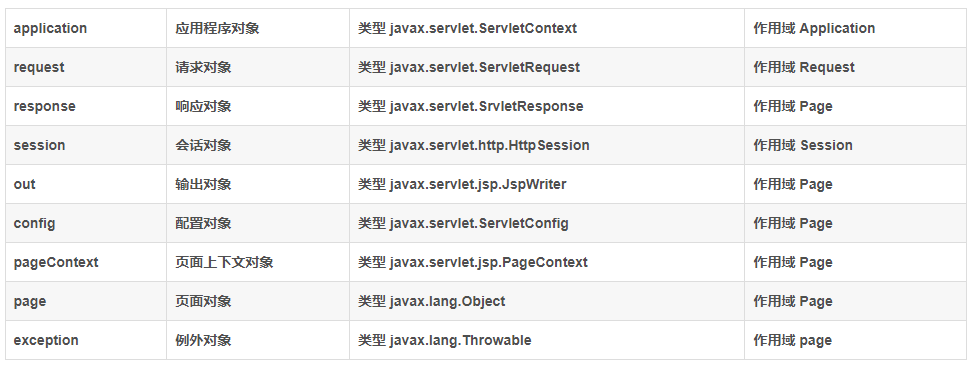 application 应用程序对象 类型 javax.servlet.ServletContext 作用域 Application
request 请求对象 类型 javax.servlet.ServletRequest 作用域 Request
response 响应对象 类型 javax.servlet.SrvletResponse 作用域 Page
session 会话对象 类型 javax.servlet.http.HttpSession 作用域 Session
out 输出对象 类型 javax.servlet.jsp.JspWriter 作用域 Page
config 配置对象 类型 javax.servlet.ServletConfig 作用域 Page
pageContext 页面上下文对象 类型 javax.servlet.jsp.PageContext 作用域 Page
page 页面对象 类型 javax.lang.Object 作用域 Page
exception 例外对象 类型 javax.lang.Throwable 作用域 page